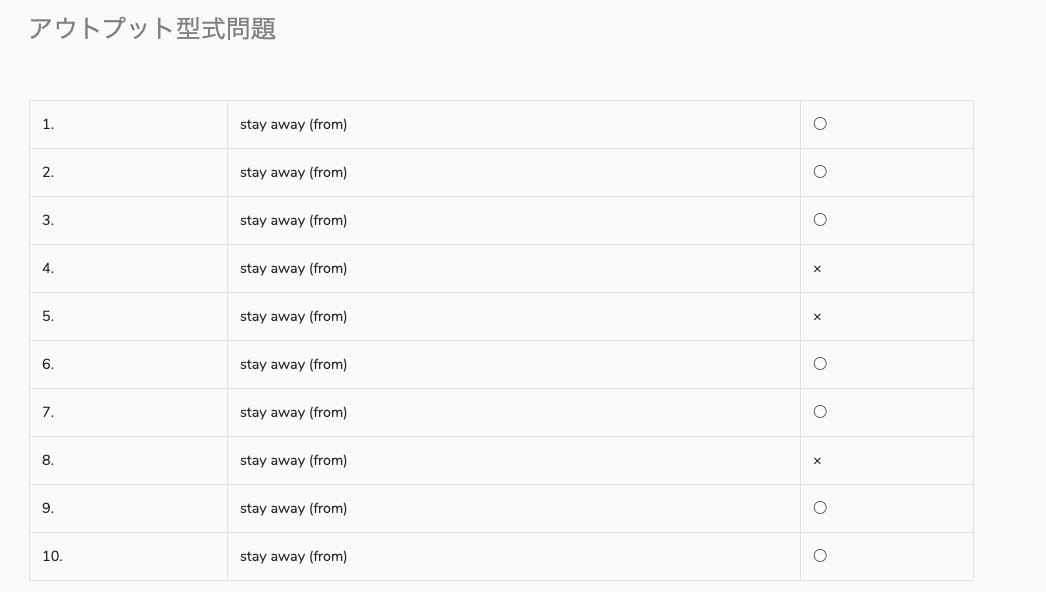 アウトプット型式問題
1. stay away (from) ○
2. stay away (from) ○
3. stay away (from) ○
4. stay away (from) ×
5. stay away (from) ×
6. stay away (from) ○
7. stay away (from) ○
8. stay away (from) ×
9. stay away (from) ○
10. stay away (from) ○